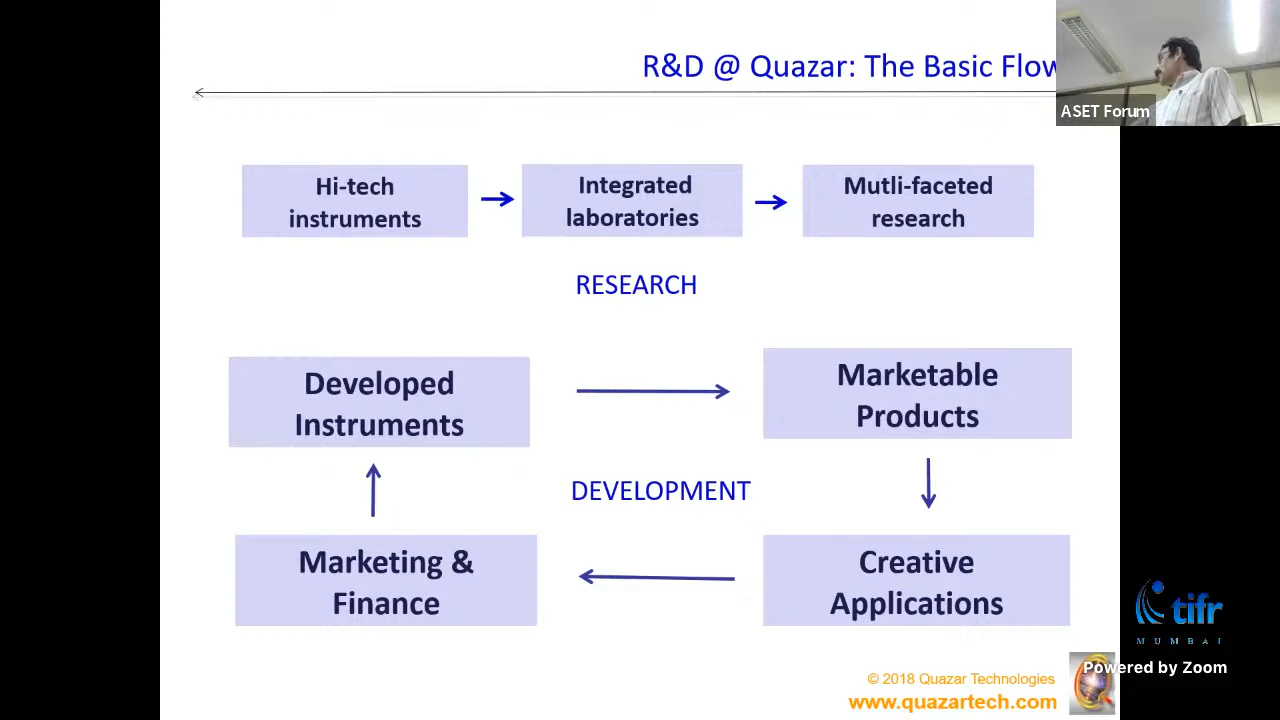 R&D @ Quazar: The Basic Flow
ASET Forum
Hi-tech
instruments
Integrated
laboratories
Mutli-faceted
research
RESEARCH
Developed
Instruments
Marketable
Products
DEVELOPMENT
Marketing &
Finance
Creative
Applications
tifr
MUMBAI
Powered by Zoom
© 2018 Quazar Technologies
www.quazartech.com